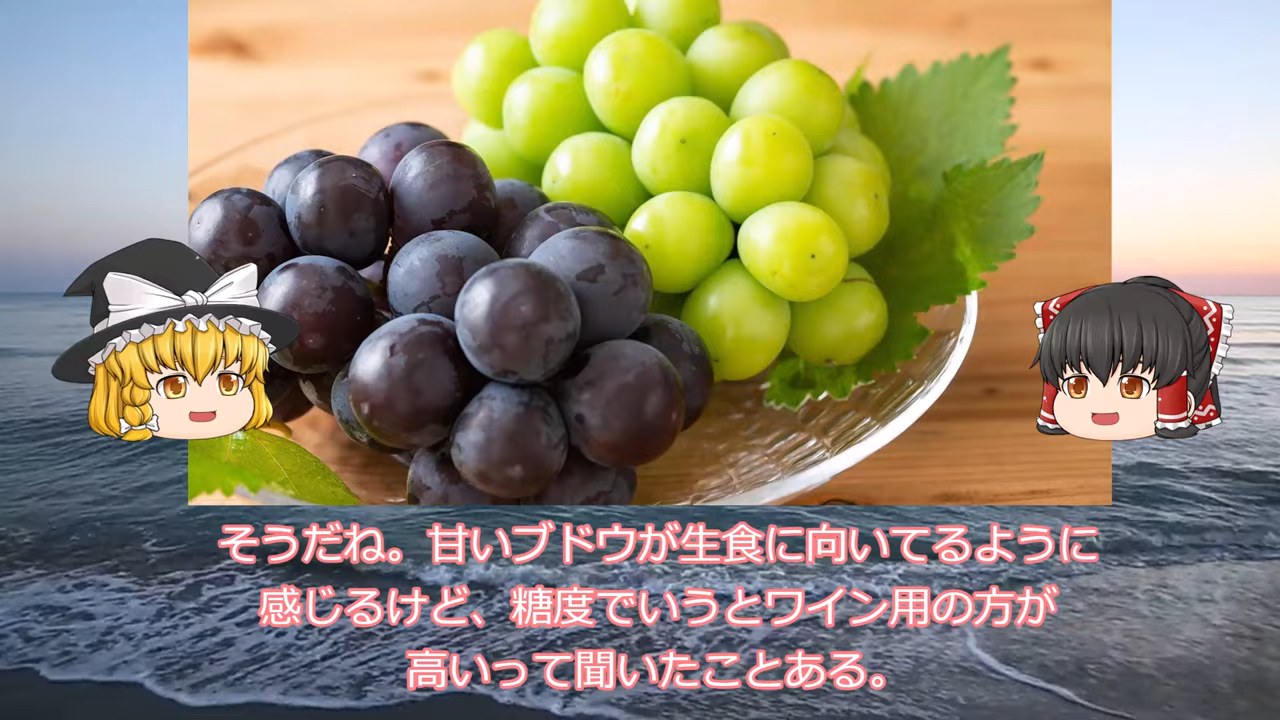 そうだね。甘いブドウが生食に向いてるように
感じるけど、糖度でいうとワイン用の方が
高いって聞いたことある。